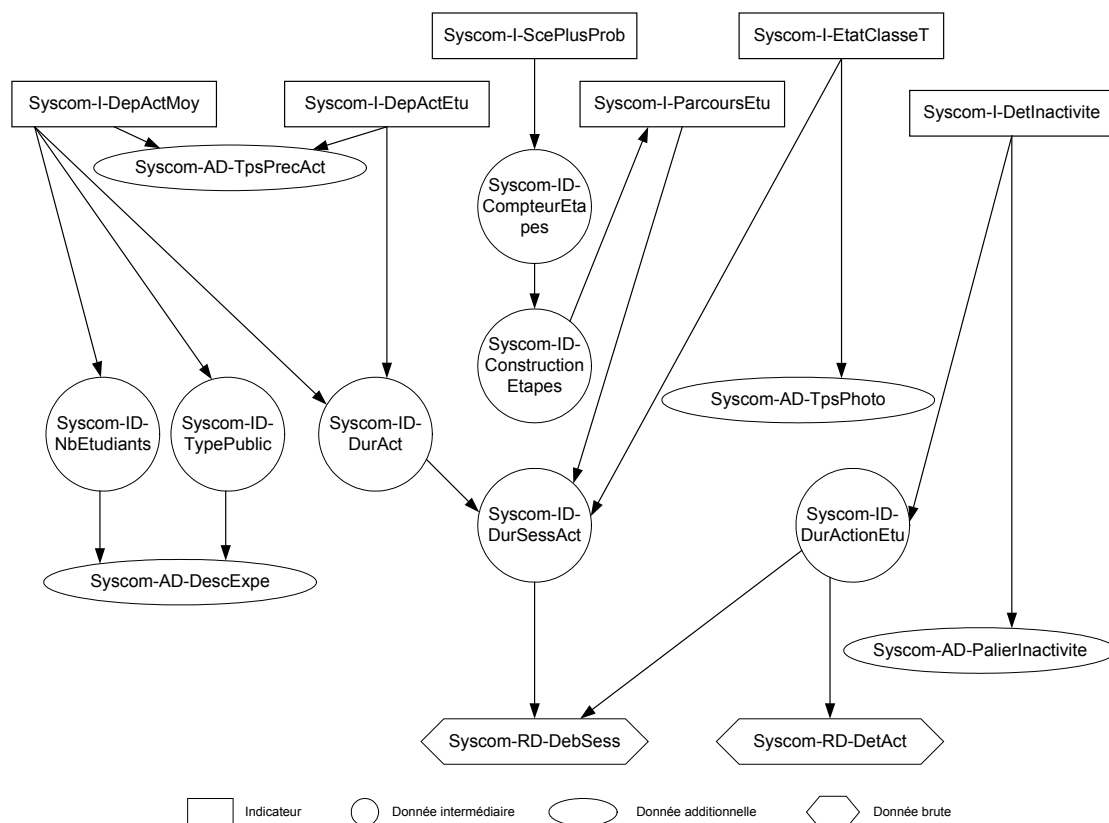 Syscom-I-ScePlusProb
Syscom-I-EtatClasseT
Syscom-I-DepActMoy
Syscom-I-DepActEtu
Syscom-I-ParcoursEtu
Syscom-I-DetInactivite
Syscom-AD-TpsPrecAct
Syscom-ID-
CompteurEta
pes
Syscom-ID-
Construction
Etapes
Syscom-AD-TpsPhoto
Syscom-ID-
NbEtudiants
Syscom-ID-
TypePublic
Syscom-ID-
DurAct
Syscom-ID-
DurSessAct
Syscom-ID-
DurActionEtu
Syscom-AD-DescExpe
Syscom-AD-PalierInactivite
Syscom-RD-DebSess
Syscom-RD-DetAct
Indicateur
Donnée intermédiaire
Donnée additionnelle
Donnée brute